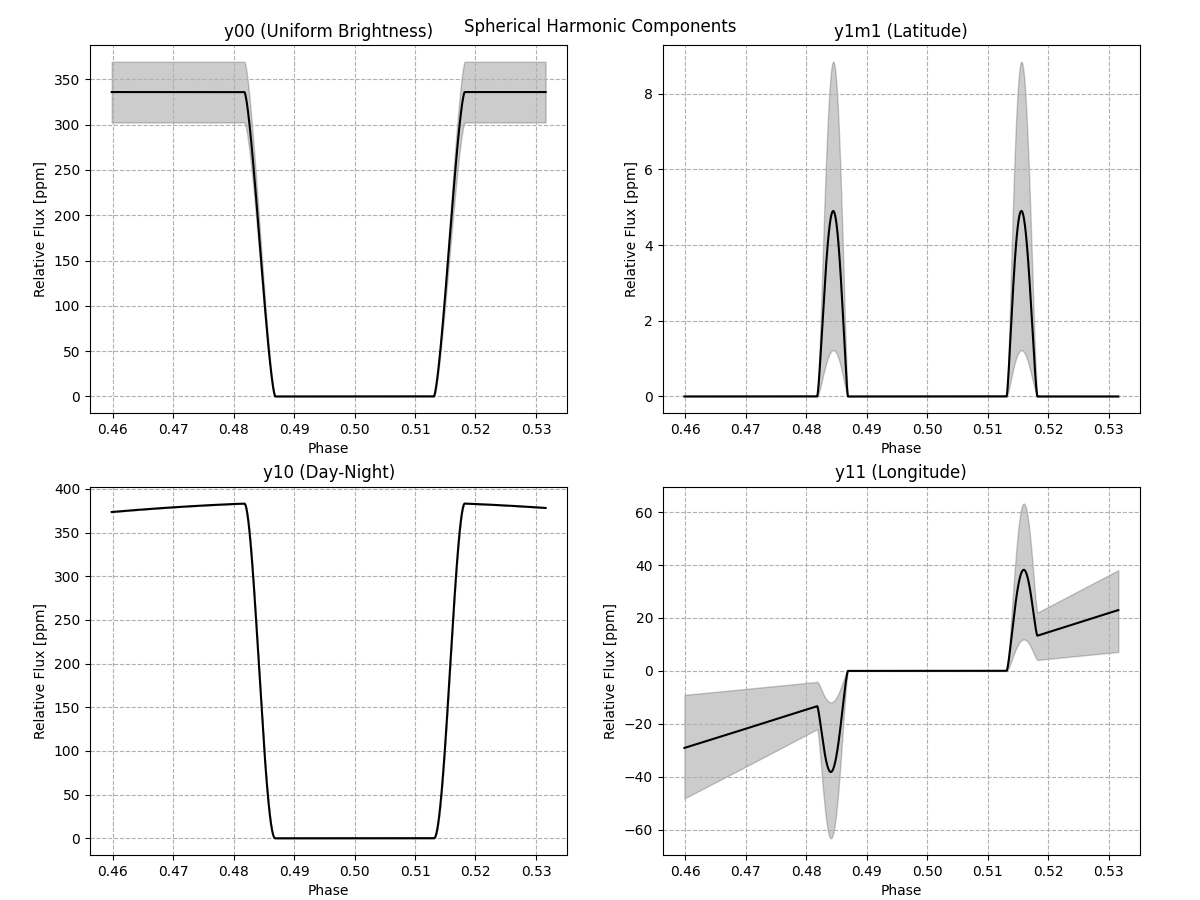 Spherical Harmonic Components
y00 (Uniform Brightness)
Relative Flux [ppm]
350
300
250
200
150
100
50
0
0.46 0.47 0.48 0.49 0.50 0.51 0.52 0.53
Phase
y1m1 (Latitude)
Relative Flux [ppm]
8
6
4
2
0
0.46 0.47 0.48 0.49 0.50 0.51 0.52 0.53
Phase
y10 (Day-Night)
Relative Flux [ppm]
400
350
300
250
200
150
100
50
0
0.46 0.47 0.48 0.49 0.50 0.51 0.52 0.53
Phase
y11 (Longitude)
Relative Flux [ppm]
60
40
20
0
−20
−40
−60
0.46 0.47 0.48 0.49 0.50 0.51 0.52 0.53
Phase